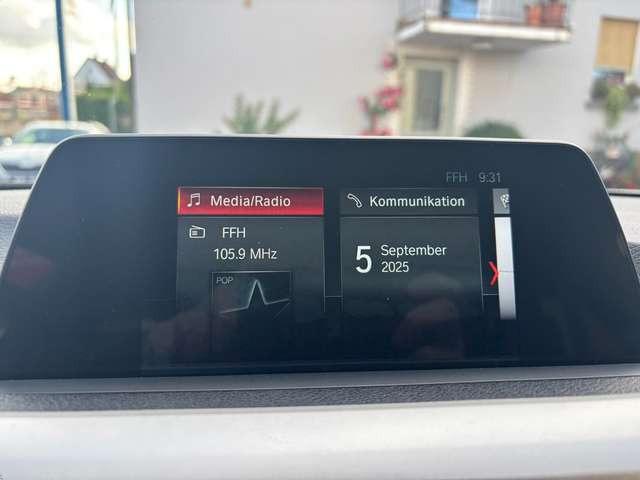 FFH 9:31
Media/Radio
FFH
105.9 MHz
POP
Kommunikation
5 September
2025